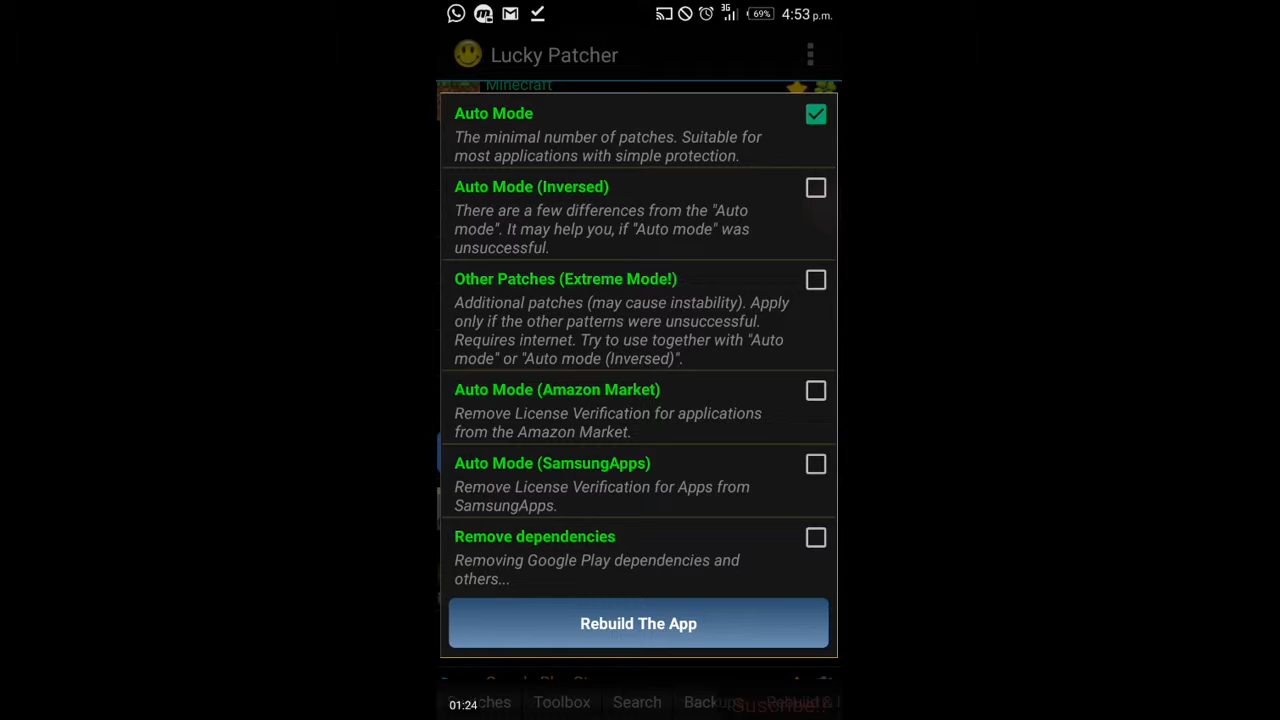 69% 4:53 p.m.
Lucky Patcher
Minecraft
Auto Mode
The minimal number of patches. Suitable for
most applications with simple protection.
Auto Mode (Inversed)
There are a few differences from the "Auto
mode". It may help you, if "Auto mode" was
unsuccessful.
Other Patches (Extreme Mode!)
Additional patches (may cause instability). Apply
only if the other patterns were unsuccessful.
Requires internet. Try to use together with "Auto
mode" or "Auto mode (Inversed)".
Auto Mode (Amazon Market)
Remove License Verification for applications
from the Amazon Market.
Auto Mode (SamsungApps)
Remove License Verification for Apps from
SamsungApps.
Remove dependencies
Removing Google Play dependencies and
others...
Rebuild The App
Toolbox Search
Suscribe!!
01:24